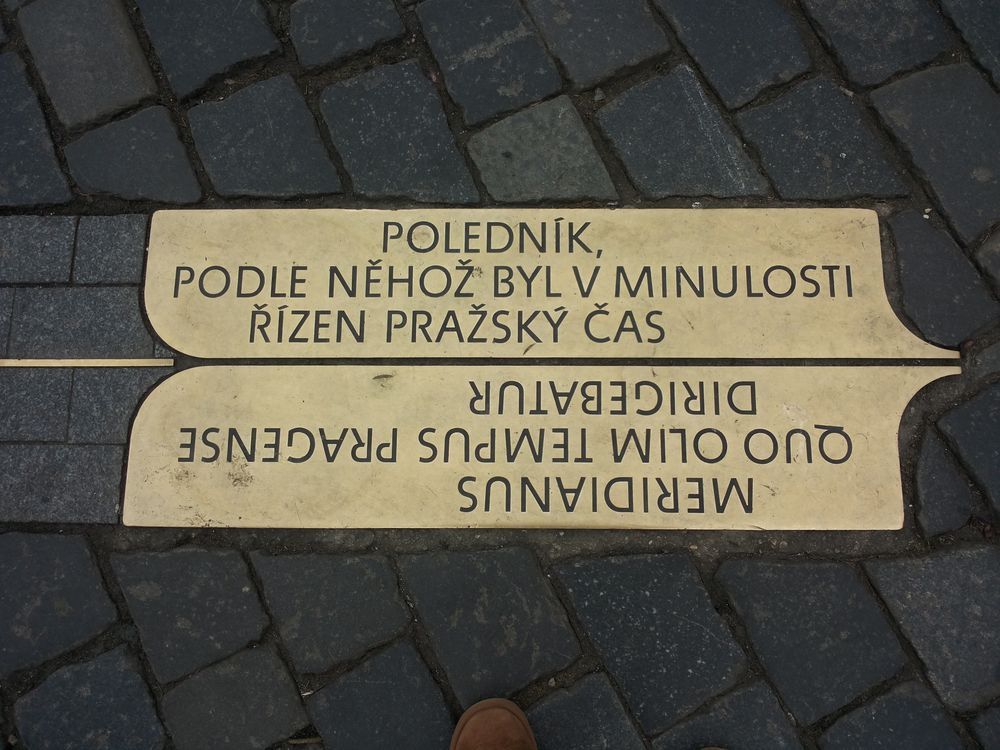 POLEDNÍK,
PODLE NĚHOŽ BYL V MINULOSTI
ŘÍZEN PRAŽSKÝ ČAS
MERIDIANUS
QUO OLIM TEMPUS PRAGENSE
DIRIGEBATUR